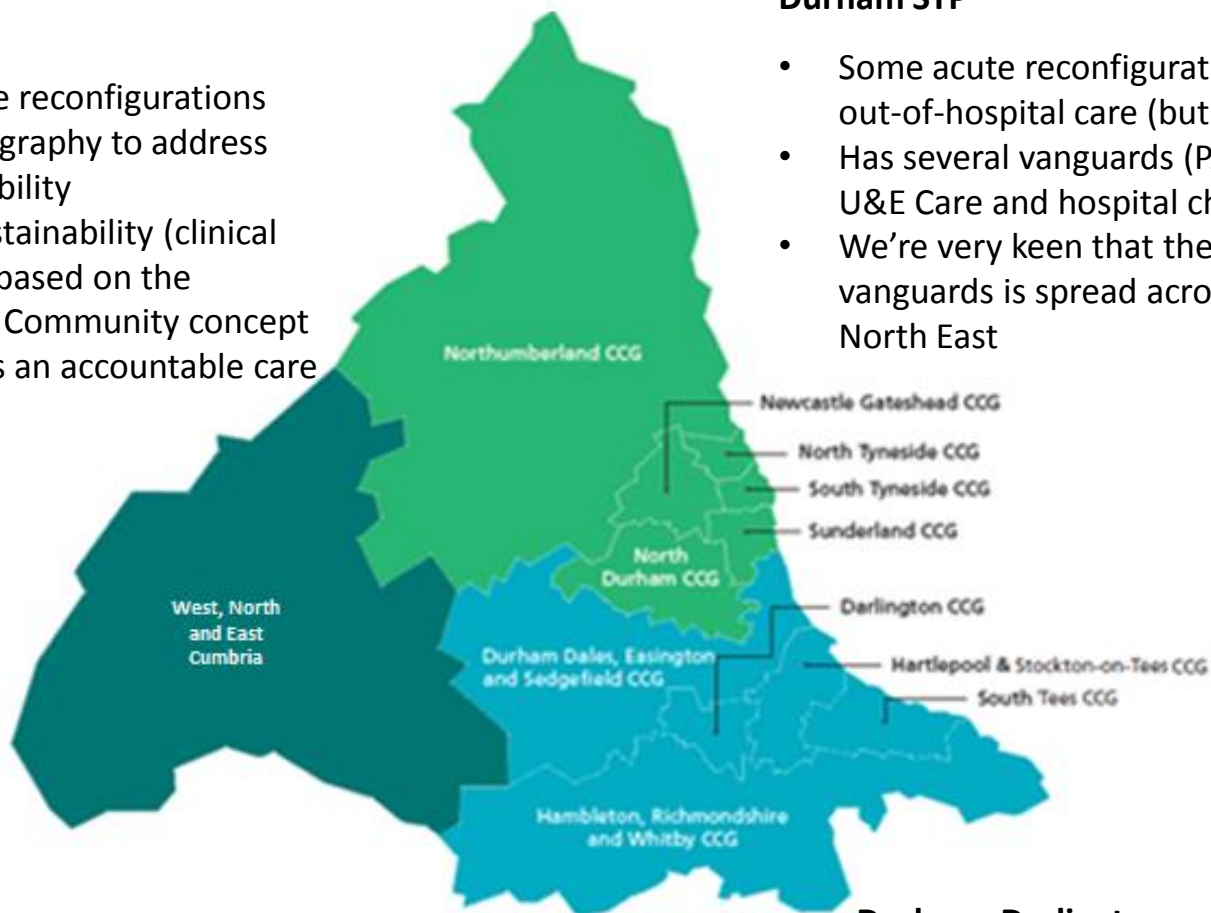 Durham STP
e reconfigurations
graphy to address
bility
stainability (clinical
based on the
Community concept
s an accountable care
• Some acute reconfigurat
out-of-hospital care (but
• Has several vanguards (P
U&E Care and hospital ch
• We’re very keen that the
vanguards is spread acro
North East
Northumberland CCG
Newcastle Gateshead CCG
North Tyneside CCG
South Tyneside CCG
Sunderland CCG
North
Durham CCG
West, North
and East
Cumbria
Darlington CCG
Durham Dales, Easington
and Sedgefield CCG
Hartlepool & Stockton-on-Tees CCG
South Tees CCG
Hambleton, Richmondshire
and Whitby CCG